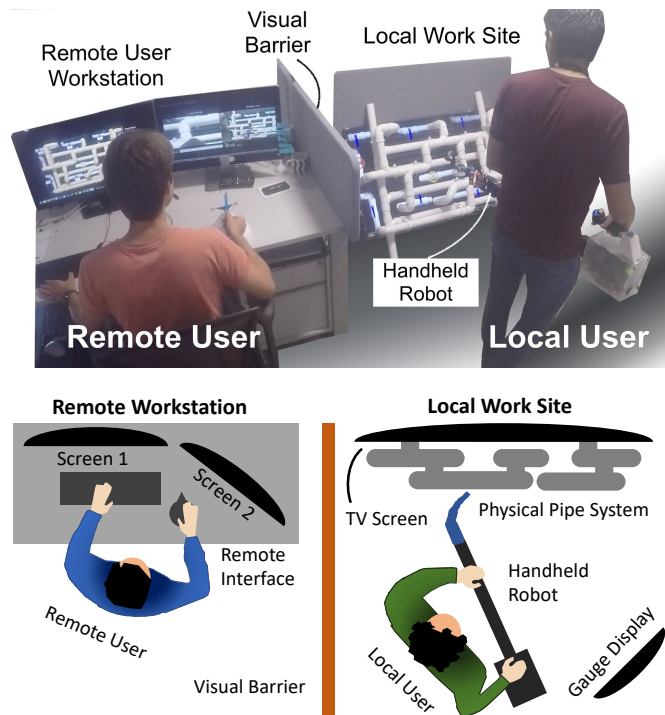 Remote User
Workstation
Visual
Barrier
Local Work Site
Handheld
Robot
Remote User
Local User
Remote Workstation
Local Work Site
Screen 1
Screen 2
TV Screen
Physical Pipe System
Remote
Interface
Handheld
Robot
Remote User
Local User
Gauge Display
Visual Barrier